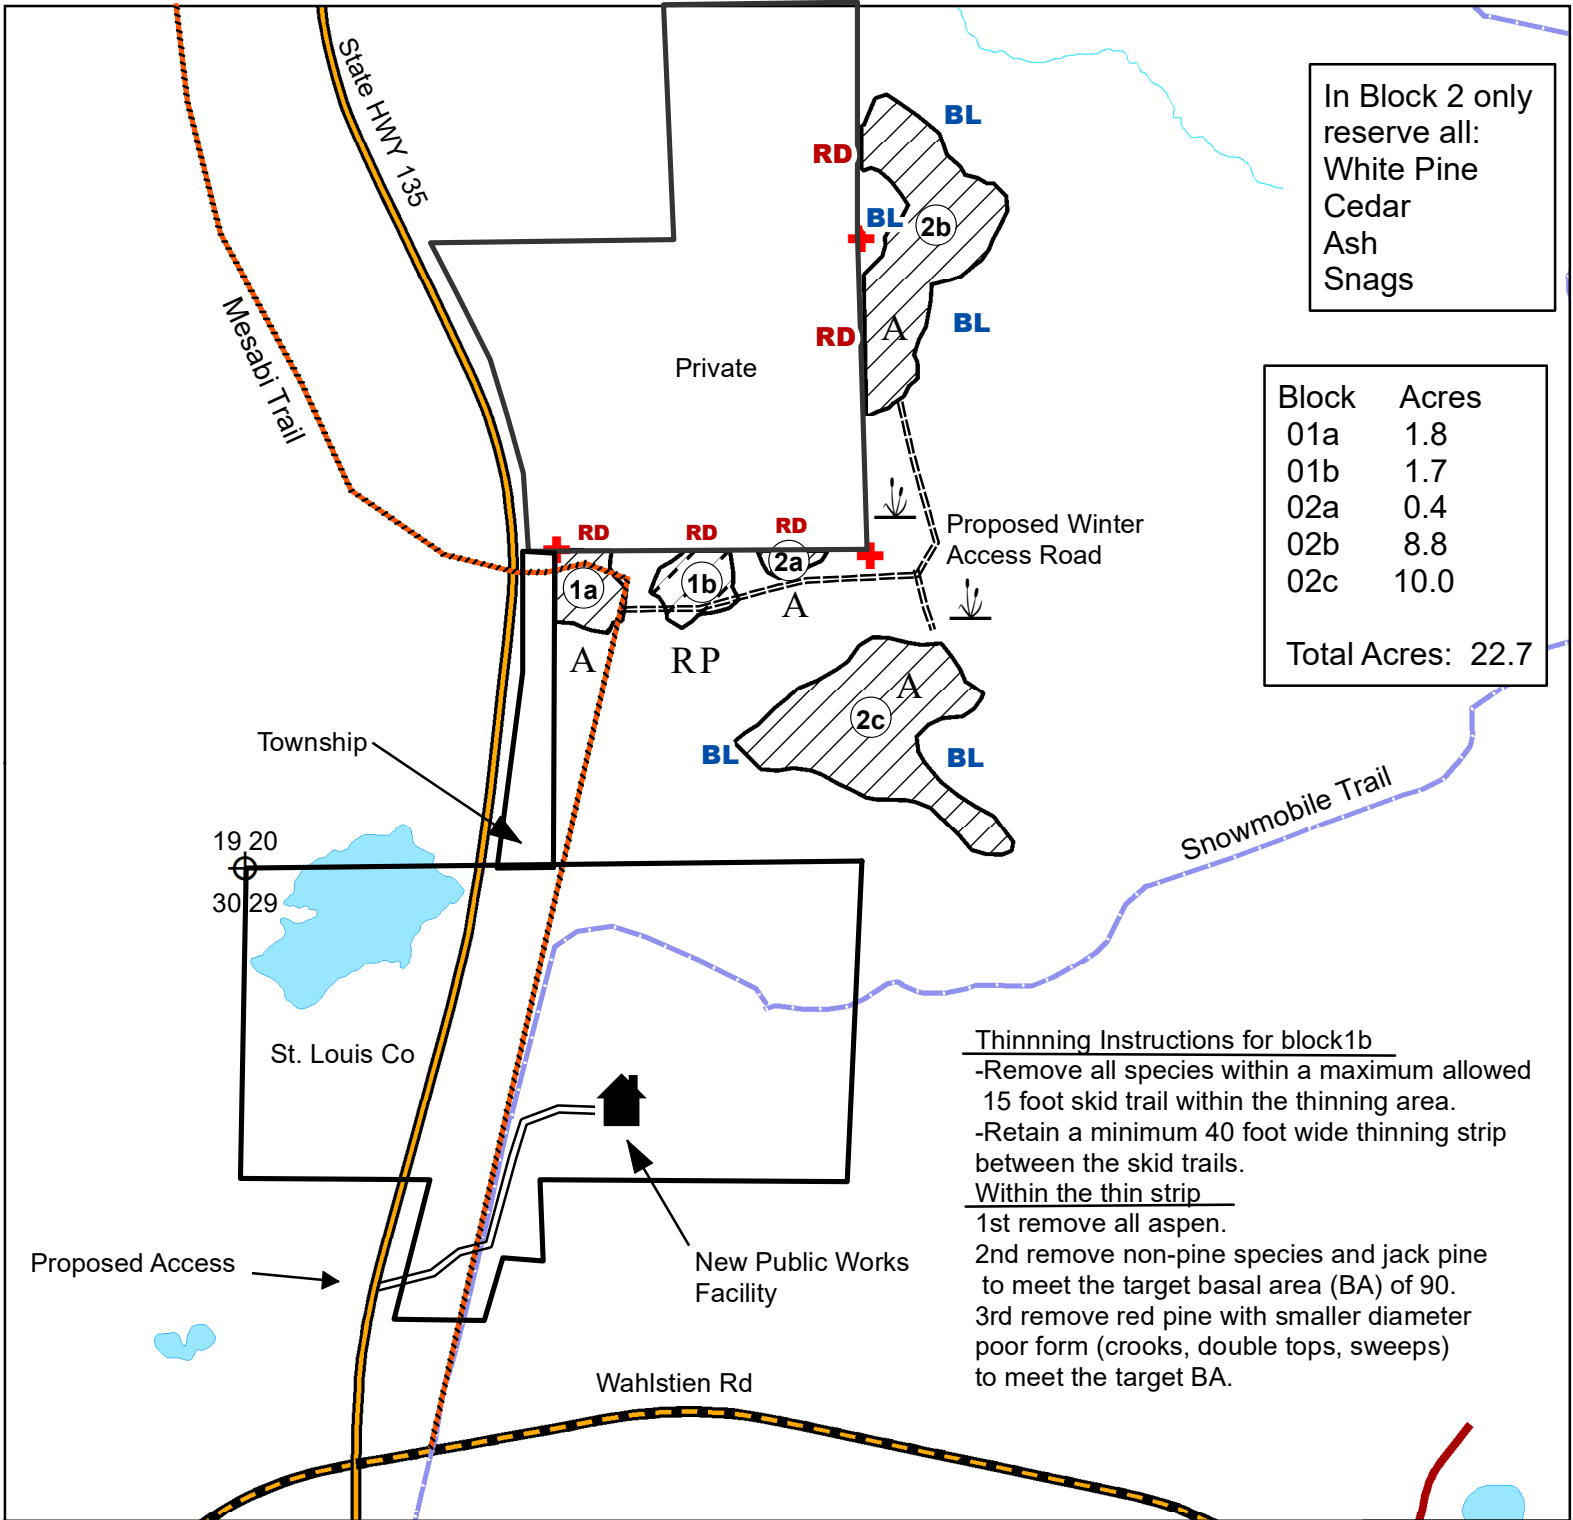 State HWY 135
In Block 2 only
reserve all:
White Pine
Cedar
Ash
Snags
BL
RD
BL
2b
Mesabi Trail
BL
RD
A
Private
Block Acres
01a 1.8
01b 1.7
02a 0.4
02b 8.8
02c 10.0
Total Acres: 22.7
Proposed Winter
Access Road
RD
RD
RD
1a
1b
2a
A
A
RP
A
2c
BL
BL
Township
Snowmobile Trail
19 20
30 29
St. Louis Co
Thinnning Instructions for block1b
-Remove all species within a maximum allowed
15 foot skid trail within the thinning area.
-Retain a minimum 40 foot wide thinning strip
between the skid trails.
Within the thin strip
1st remove all aspen.
2nd remove non-pine species and jack pine
to meet the target basal area (BA) of 90.
3rd remove red pine with smaller diameter
poor form (crooks, double tops, sweeps)
to meet the target BA.
Proposed Access
New Public Works
Facility
Wahlstien Rd